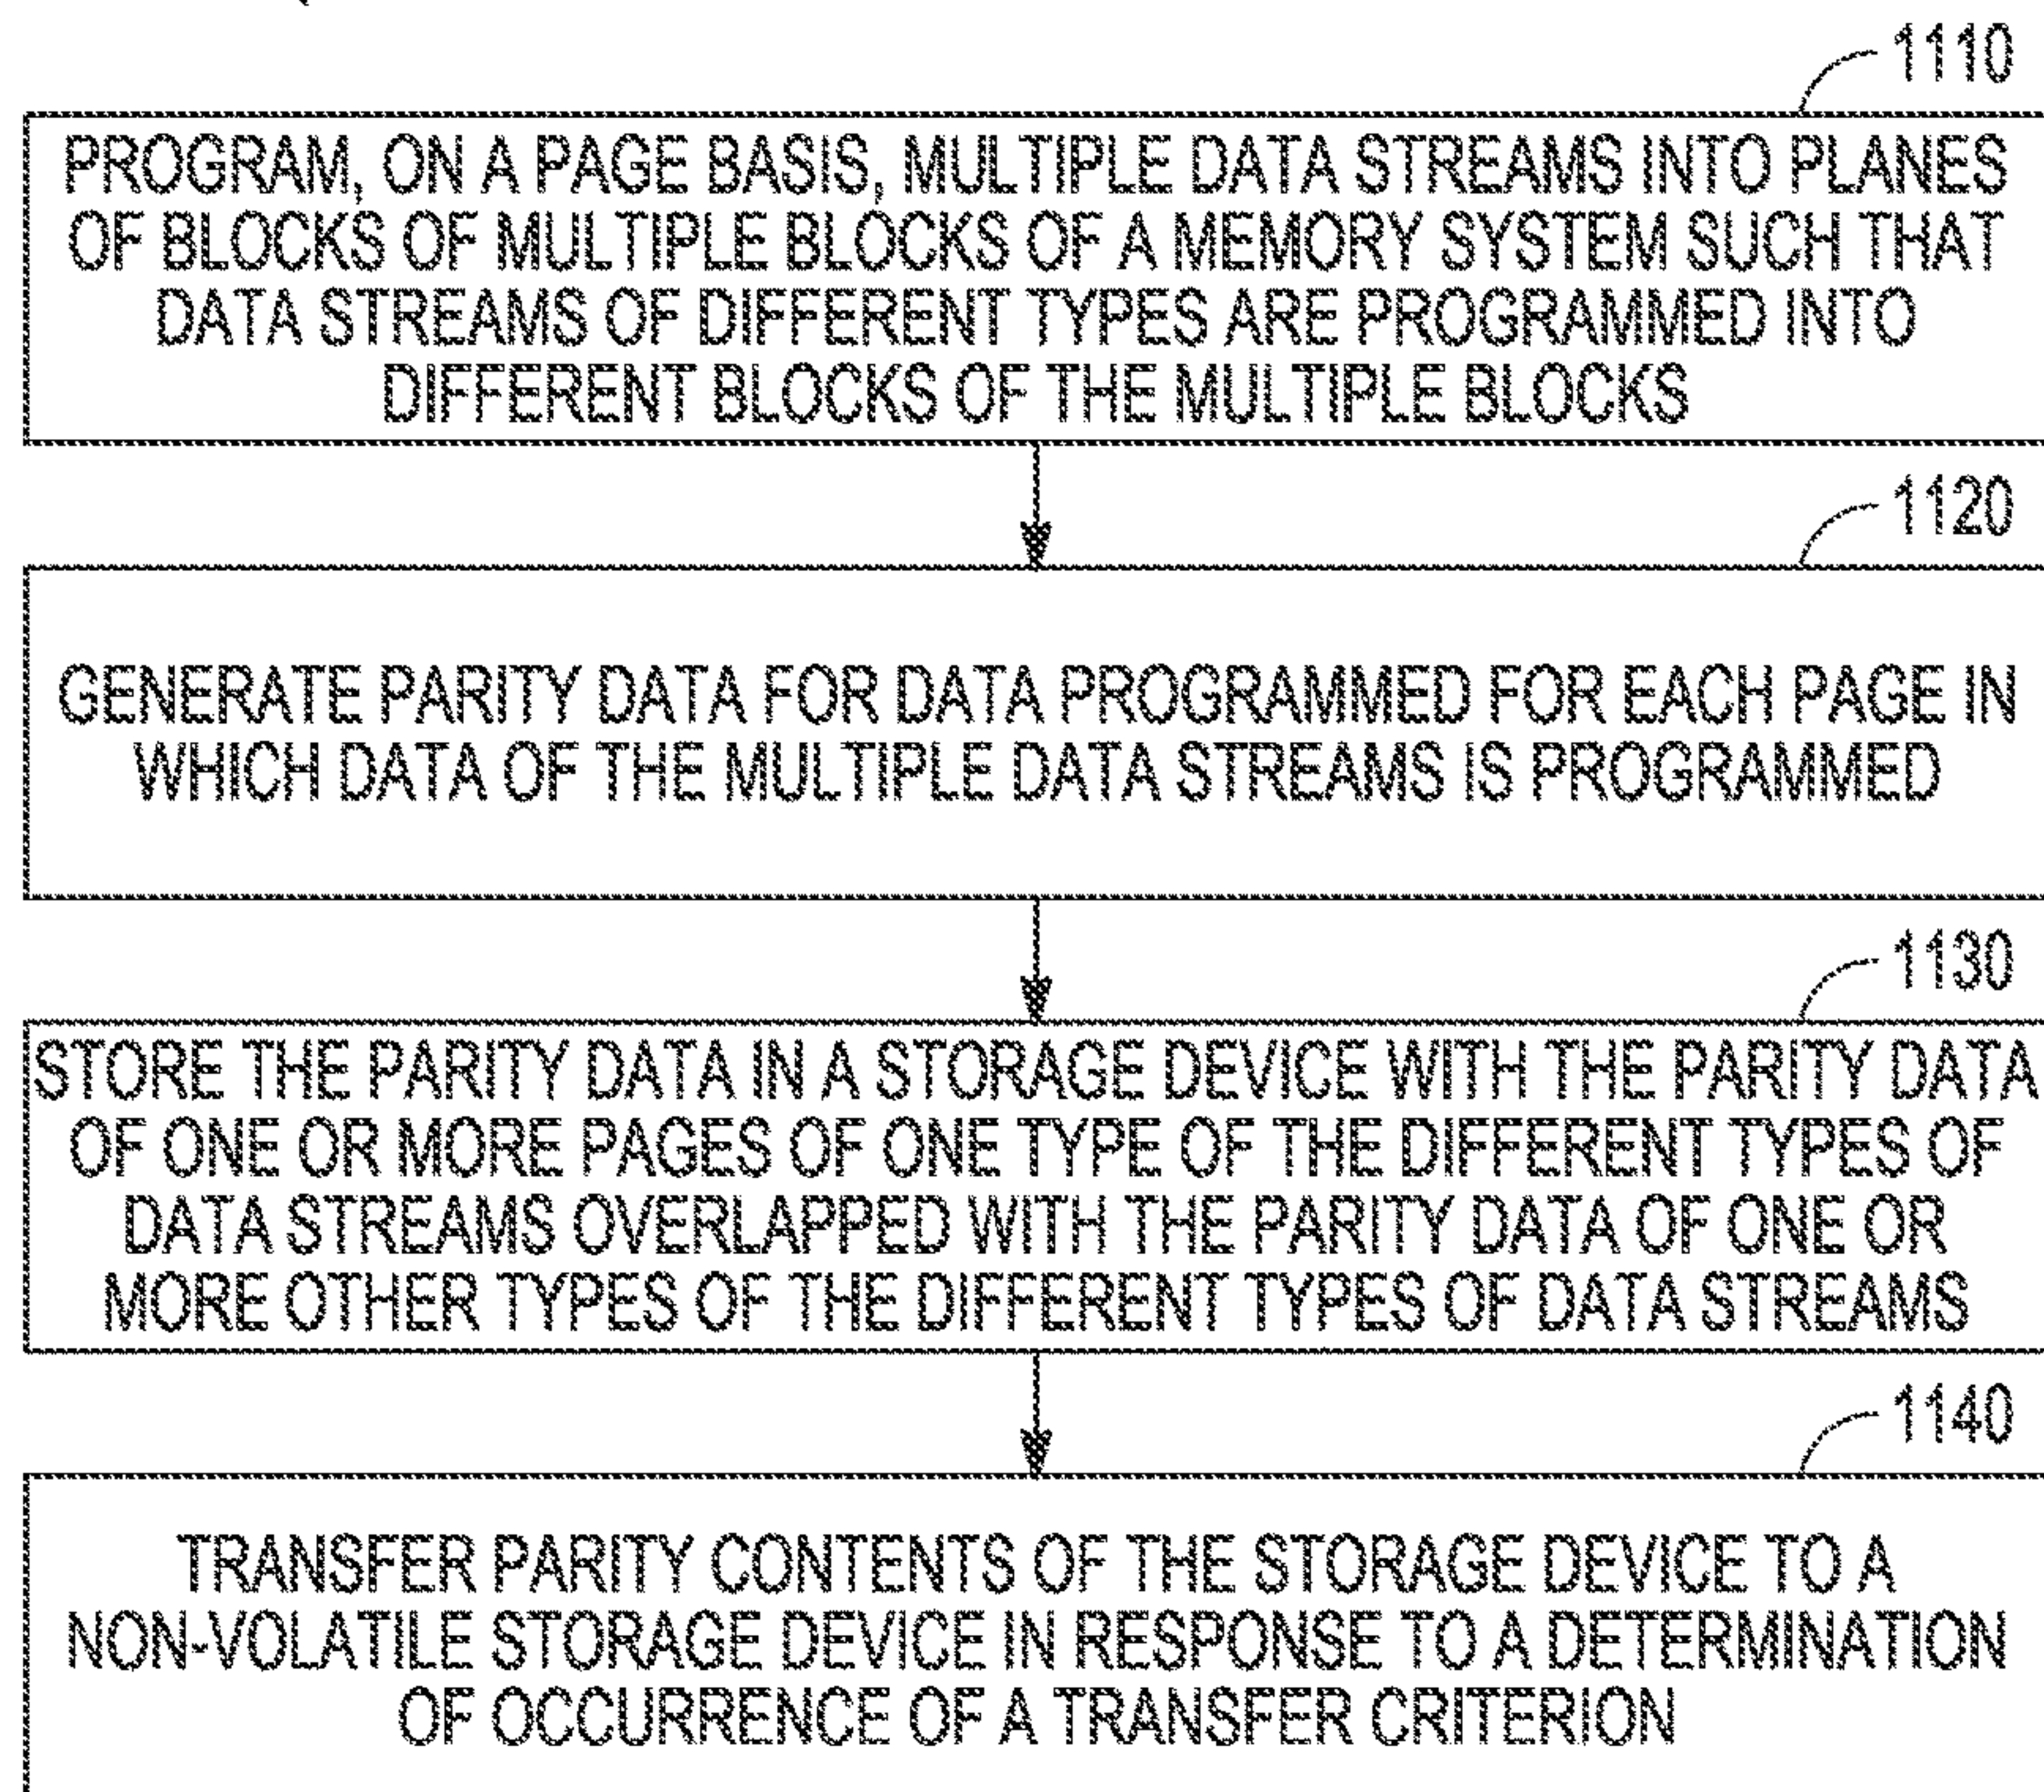 1110
PROGRAM, ON A PAGE BASIS, MULTIPLE DATA STREAMS INTO PLANES
OF BLOCKS OF MULTIPLE BLOCKS OF A MEMORY SYSTEM SUCH THAT
DATA STREAMS OF DIFFERENT TYPES ARE PROGRAMMED INTO
DIFFERENT BLOCKS OF THE MULTIPLE BLOCKS
1120
GENERATE PARITY DATA FOR DATA PROGRAMMED FOR EACH PAGE IN
WHICH DATA OF THE MULTIPLE DATA STREAMS IS PROGRAMMED
1130
STORE THE PARITY DATA IN A STORAGE DEVICE WITH THE PARITY DATA
OF ONE OR MORE PAGES OF ONE TYPE OF THE DIFFERENT TYPES OF
DATA STREAMS OVERLAPPED WITH THE PARITY DATA OF ONE OR
MORE OTHER TYPES OF THE DIFFERENT TYPES OF DATA STREAMS
1140
TRANSFER PARITY CONTENTS OF THE STORAGE DEVICE TO A
NON-VOLATILE STORAGE DEVICE IN RESPONSE TO A DETERMINATION
OF OCCURRENCE OF A TRANSFER CRITERION